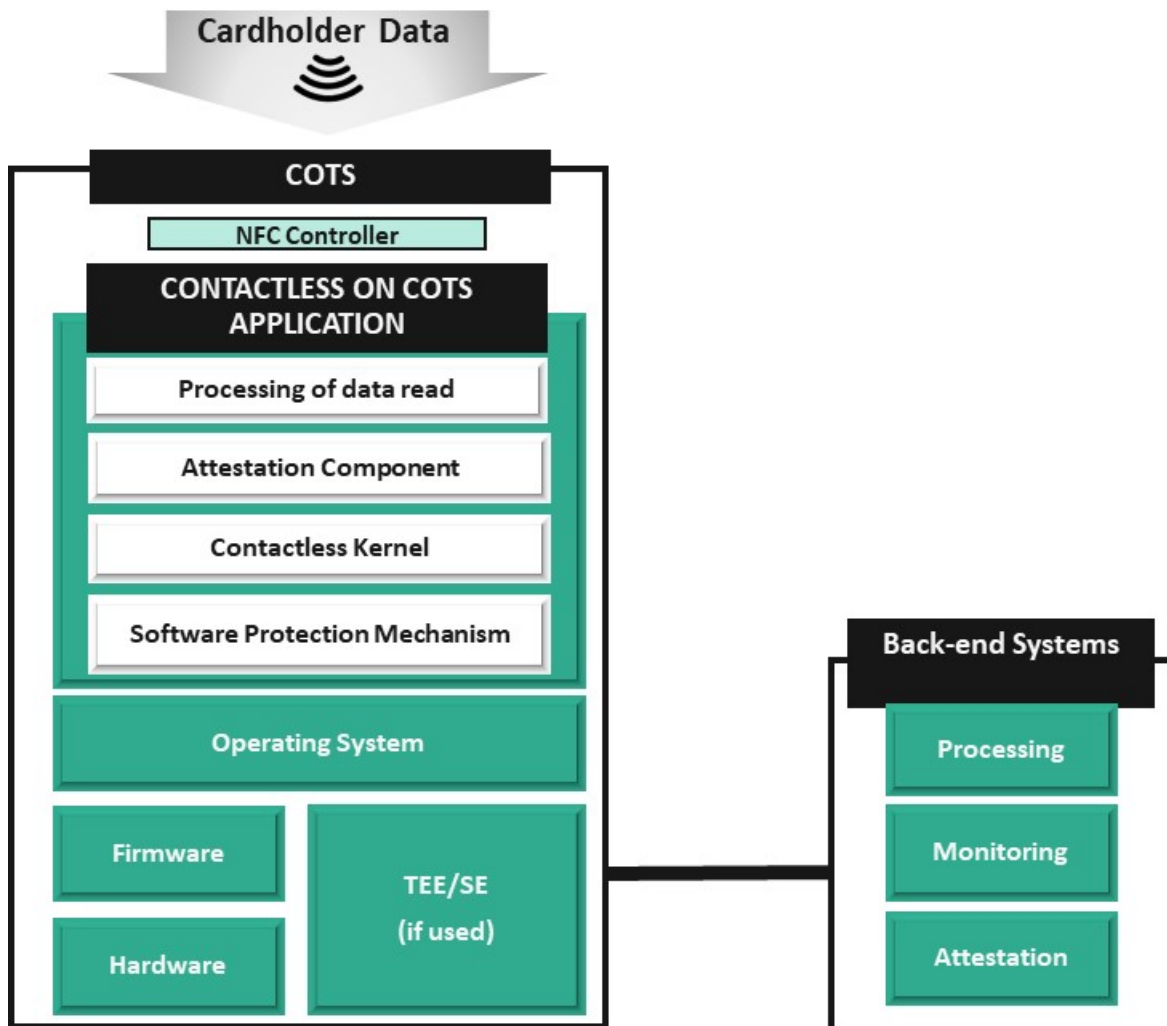 Cardholder Data
COTS
NFC Controller
CONTACTLESS ON COTS
APPLICATION
Processing of data read
Attestation Component
Contactless Kernel
Software Protection Mechanism
Operating System
Firmware
Hardware
TEE/SE
(if used)
Back-end Systems
Processing
Monitoring
Attestation